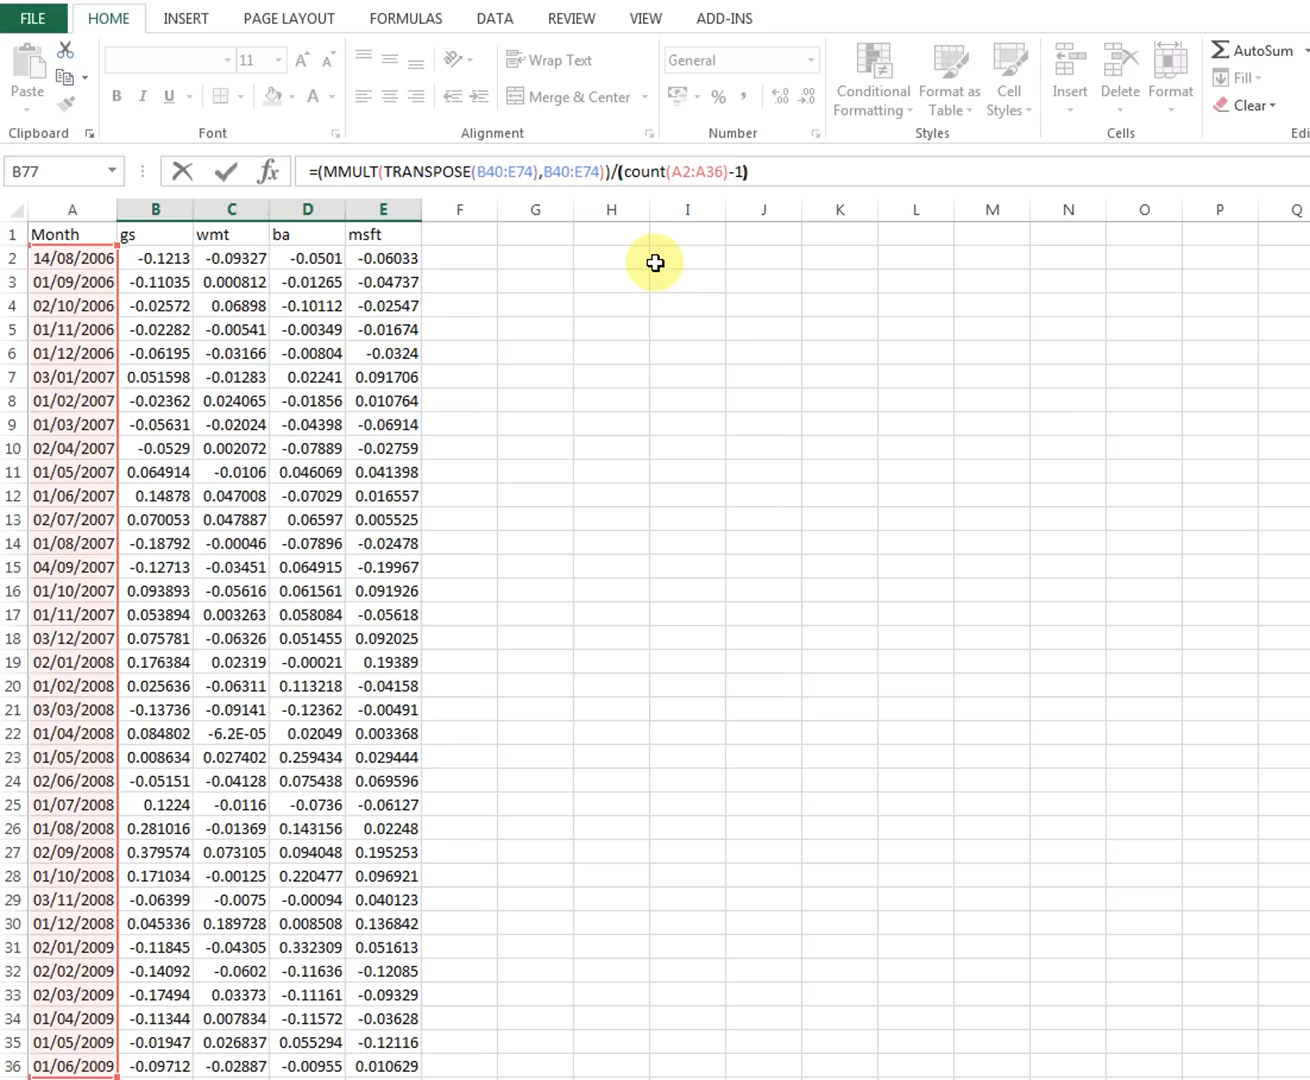 FILE HOME INSERT PAGE LAYOUT FORMULAS DATA REVIEW VIEW ADD-INS
Paste 11 A A B I U A Wrap Text Merge & Center General % , Conditional Formatting Format as Table Cell Styles Insert Delete Format AutoSum Fill Clear
Clipboard Font Alignment Number Styles Cells Edi
B77 fx =(MMULT(TRANSPOSE(B40:E74),B40:E74))/(count(A2:A36)-1)
A B C D E F G H I J K L M N O P Q
1 Month gs wmt ba msft
2 14/08/2006 -0.1213 -0.09327 -0.0501 -0.06033
3 01/09/2006 -0.11035 0.000812 -0.01265 -0.04737
4 02/10/2006 -0.02572 0.06898 -0.10112 -0.02547
5 01/11/2006 -0.02282 -0.00541 -0.00349 -0.01674
6 01/12/2006 -0.06195 -0.03166 -0.00804 -0.0324
7 03/01/2007 0.051598 -0.01283 0.02241 0.091706
8 01/02/2007 -0.02362 0.024065 -0.01856 0.010764
9 01/03/2007 -0.05631 -0.02024 -0.04398 -0.06914
10 02/04/2007 -0.0529 0.002072 -0.07889 -0.02759
11 01/05/2007 0.064914 -0.0106 0.046069 0.041398
12 01/06/2007 0.14878 0.047008 -0.07029 0.016557
13 02/07/2007 0.070053 0.047887 0.06597 0.005525
14 01/08/2007 -0.18792 -0.00046 -0.07896 -0.02478
15 04/09/2007 -0.12713 -0.03451 0.064915 -0.19967
16 01/10/2007 0.093893 -0.05616 0.061561 0.091926
17 01/11/2007 0.053894 0.003263 0.058084 -0.05618
18 03/12/2007 0.075781 -0.06326 0.051455 0.092025
19 02/01/2008 0.176384 0.02319 -0.00021 0.19389
20 01/02/2008 0.025636 -0.06311 0.113218 -0.04158
21 03/03/2008 -0.13736 -0.09141 -0.12362 -0.00491
22 01/04/2008 0.084802 -6.2E-05 0.02049 0.003368
23 01/05/2008 0.008634 0.027402 0.259434 0.029444
24 02/06/2008 -0.05151 -0.04128 0.075438 0.069596
25 01/07/2008 0.1224 -0.0116 -0.0736 -0.06127
26 01/08/2008 0.281016 -0.01369 0.143156 0.02248
27 02/09/2008 0.379574 0.073105 0.094048 0.195253
28 01/10/2008 0.171034 -0.00125 0.220477 0.096921
29 03/11/2008 -0.06399 -0.0075 -0.00094 0.040123
30 01/12/2008 0.045336 0.189728 0.008508 0.136842
31 02/01/2009 -0.11845 -0.04305 0.332309 0.051613
32 02/02/2009 -0.14092 -0.0602 -0.11636 -0.12085
33 02/03/2009 -0.17494 0.03373 -0.11161 -0.09329
34 01/04/2009 -0.11344 0.007834 -0.11572 -0.03628
35 01/05/2009 -0.01947 0.026837 0.055294 -0.12116
36 01/06/2009 -0.09712 -0.02887 -0.00955 0.010629